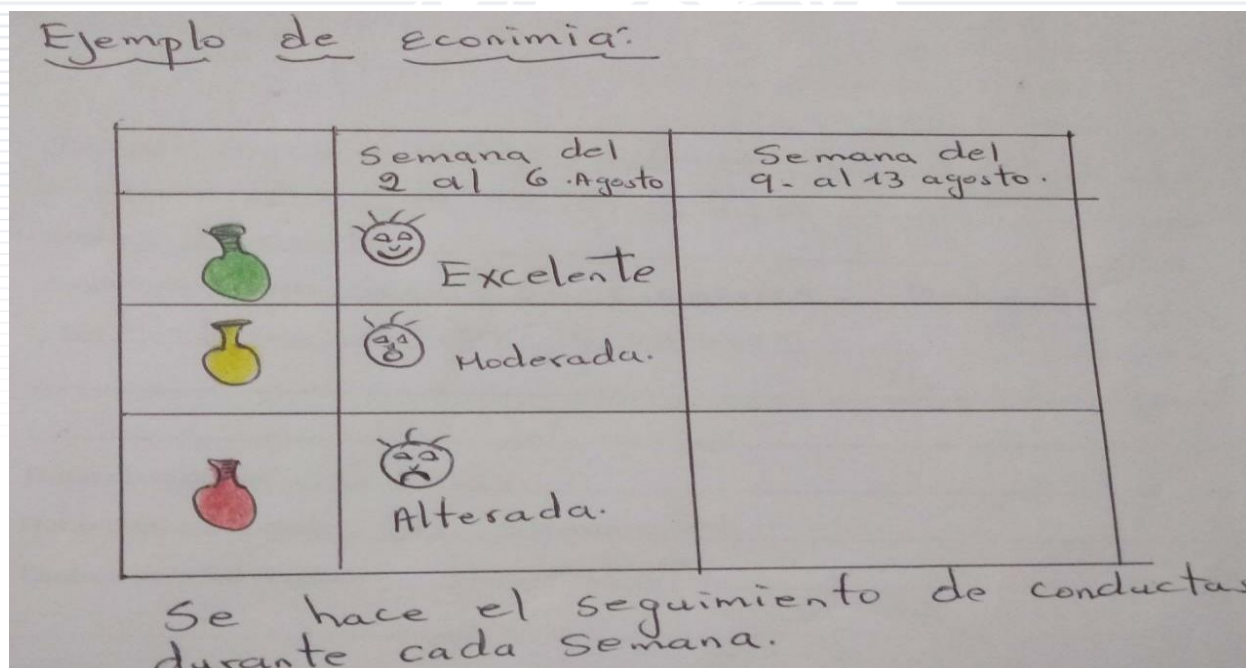 Ejemplo de Econimia:
Semana del
2 al 6 .Agosto
Semana del
9- al 13 agosto.
Excelente
Moderada.
Alterada.
Se hace el seguimiento de conductas
durante cada Semana.